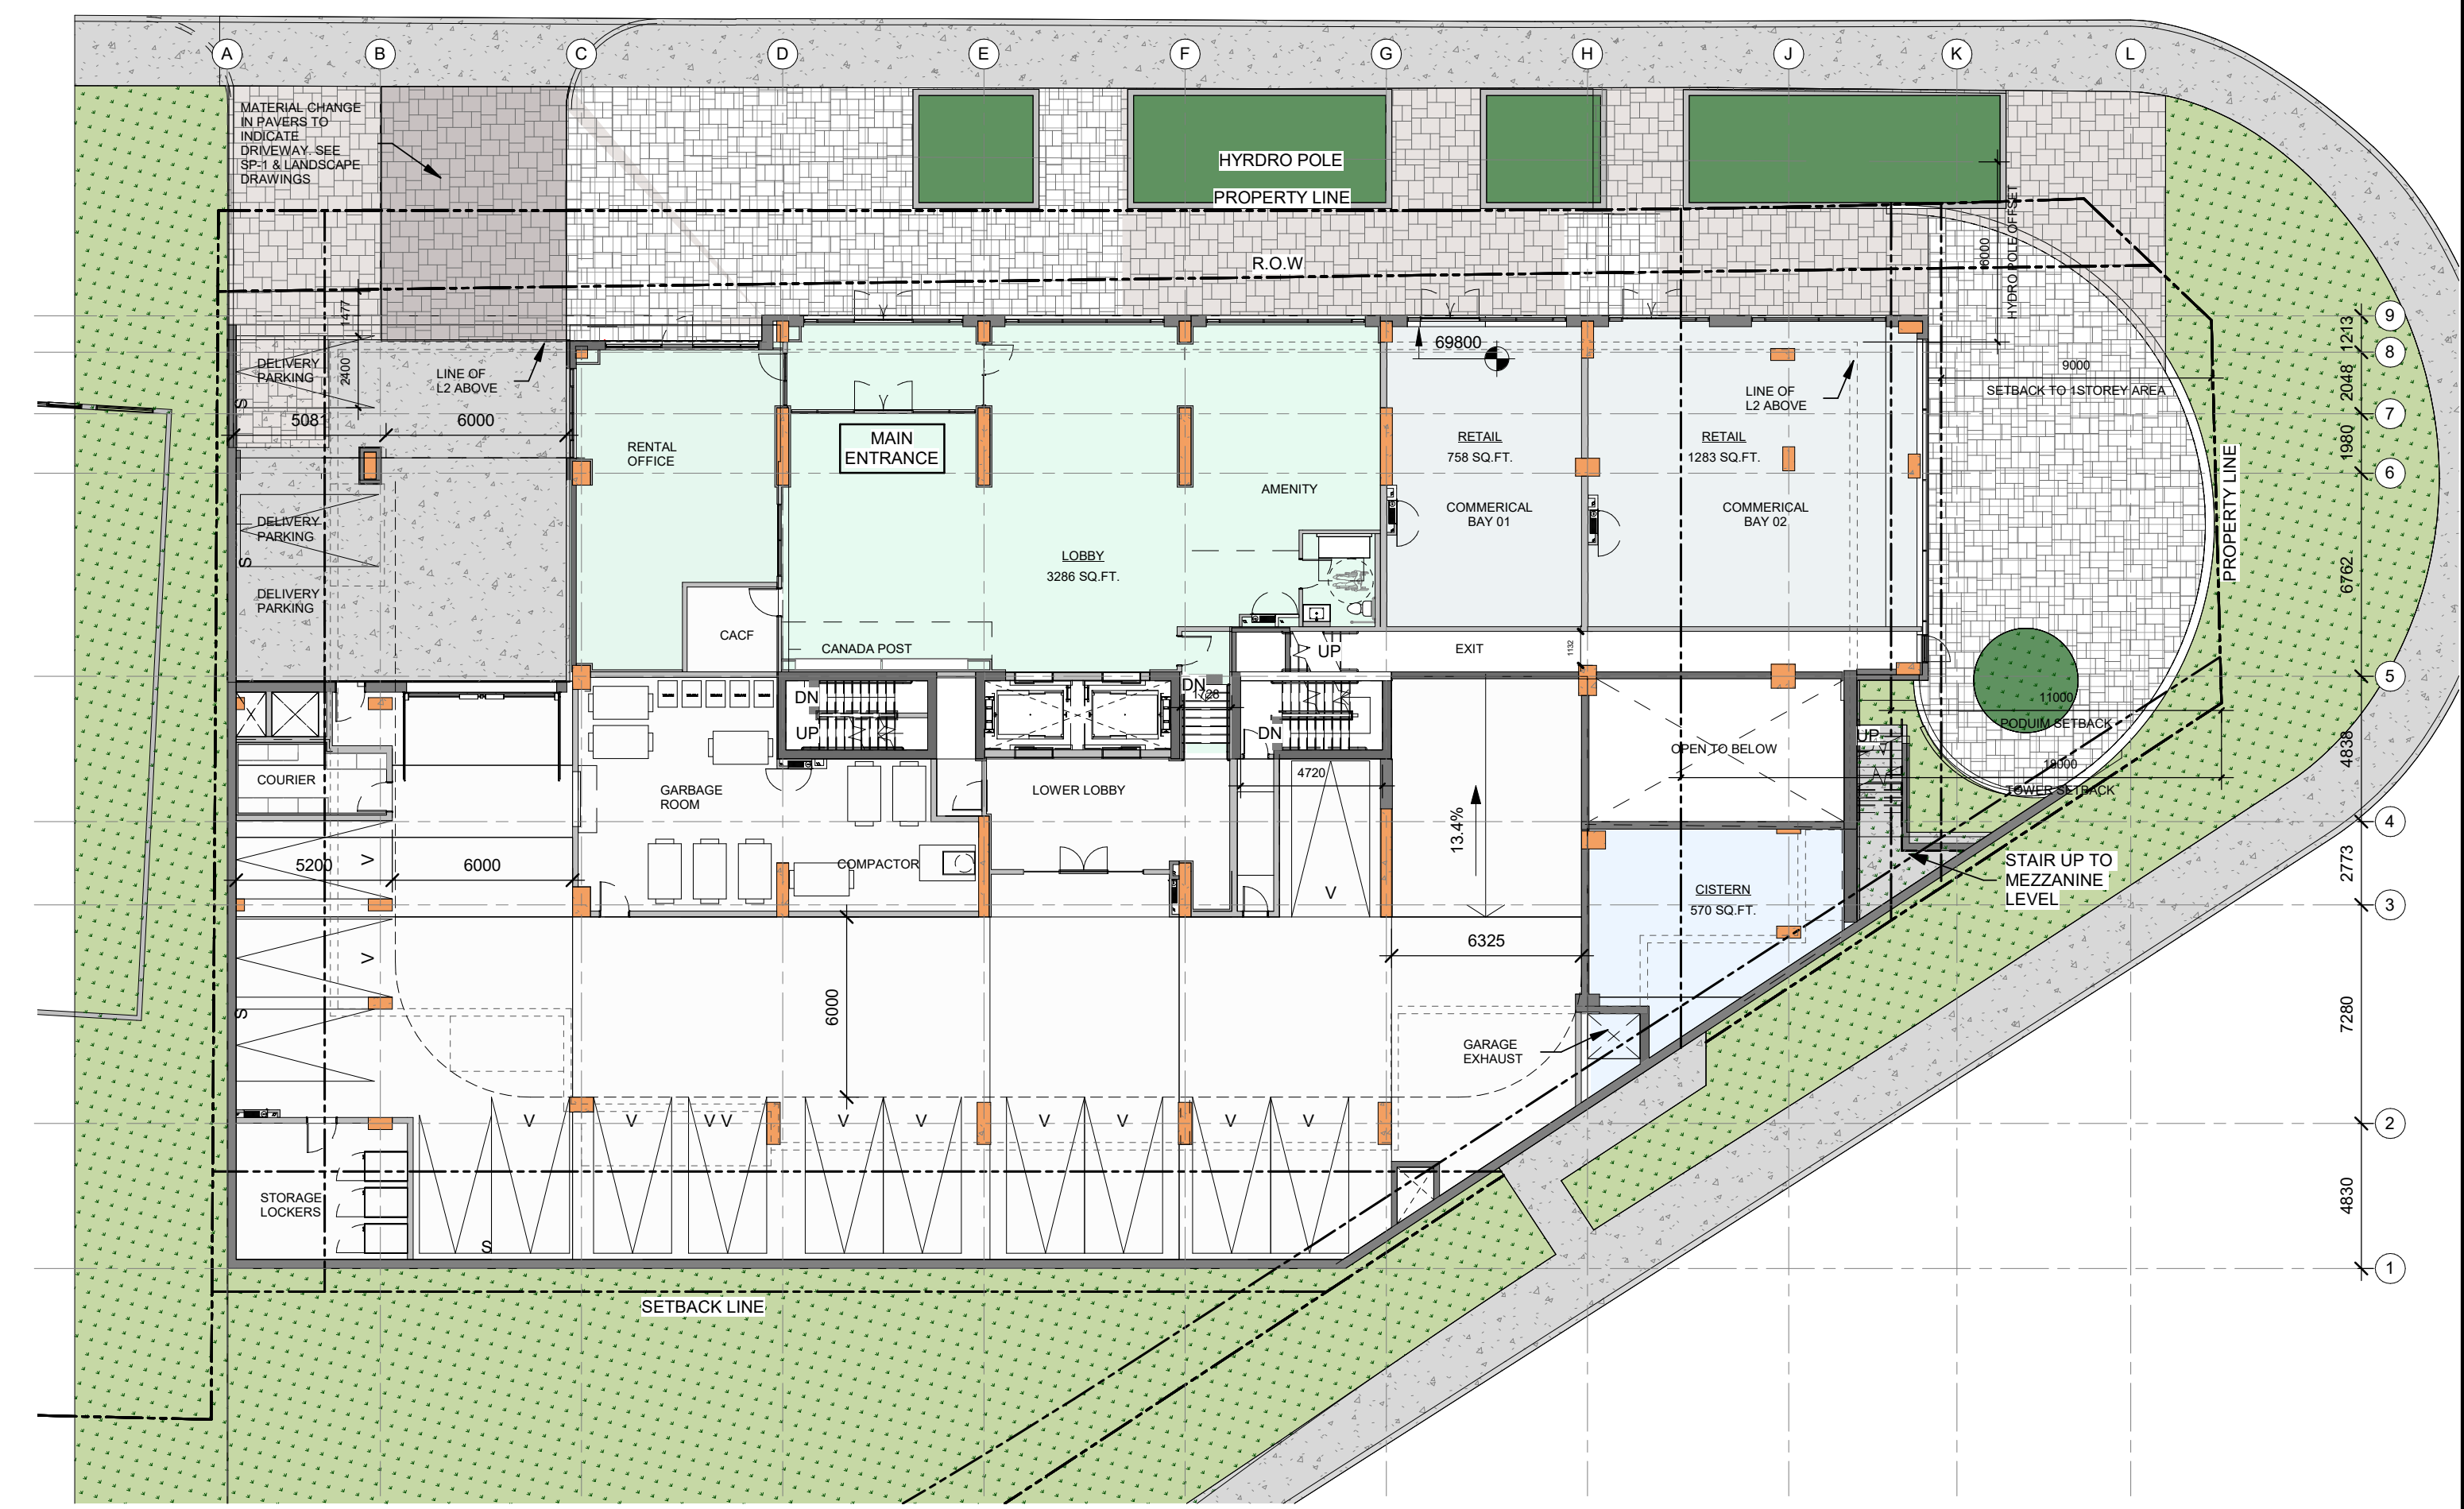 A B C D E F G H J K L
MATERIAL CHANGE
IN PAVERS TO
INDICATE
DRIVEWAY. SEE
SP-1 & LANDSCAPE
DRAWINGS
HYRDRO POLE
PROPERTY LINE
R.O.W
6000
HYDRO POLE OFFSET
9
1213
8
2048
7
1980
6
6762
5
4838
4
2773
3
7280
2
4830
1
1477
DELIVERY
PARKING
2400
LINE OF
L2 ABOVE
S
5081
6000
69800
LINE OF
L2 ABOVE
9000
SETBACK TO 1STOREY AREA
PROPERTY LINE
RENTAL
OFFICE
MAIN
ENTRANCE
AMENITY
RETAIL
758 SQ.FT.
COMMERICAL
BAY 01
RETAIL
1283 SQ.FT.
COMMERICAL
BAY 02
DELIVERY
PARKING
S
DELIVERY
PARKING
LOBBY
3286 SQ.FT.
CACF
CANADA POST
UP
EXIT
1132
X
DN
UP
DN
1728
DN
11000
PODUIM SETBACK
UP
18000
TOWER SETBACK
OPEN TO BELOW
COURIER
GARBAGE
ROOM
LOWER LOBBY
4720
13.4%
COMPACTOR
5200
V
6000
V
STAIR UP TO
MEZZANINE
LEVEL
CISTERN
570 SQ.FT.
V
6325
6000
S
GARAGE
EXHAUST
V V V V V V V V V V
STORAGE
LOCKERS
S
SETBACK LINE